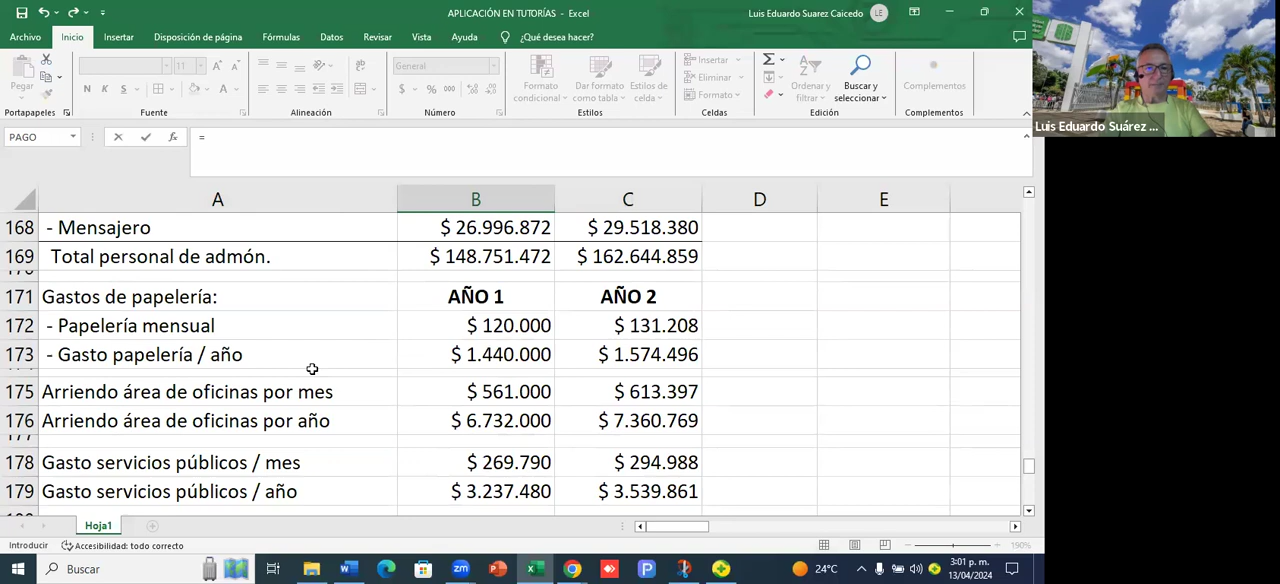 APLICACIÓN EN TUTORÍAS - Excel
Luis Eduardo Suarez Caicedo LE
Archivo Inicio Insertar Disposición de página Fórmulas Datos Revisar Vista Ayuda ¿Qué desea hacer?
Pegar
11
General
Formato condicional
Dar formato como tabla
Estilos de celda
Insertar
Eliminar
Formato
Ordenar y filtrar
Buscar y seleccionar
Complementos
Portapapeles Fuente Alineación Número Estilos Celdas Edición Complementos
Luis Eduardo Suárez ...
PAGO =
A B C D E
168 - Mensajero $ 26.996.872 $ 29.518.380
169 Total personal de admón. $ 148.751.472 $ 162.644.859
171 Gastos de papelería: AÑO 1 AÑO 2
172 - Papelería mensual $ 120.000 $ 131.208
173 - Gasto papelería / año $ 1.440.000 $ 1.574.496
175 Arriendo área de oficinas por mes $ 561.000 $ 613.397
176 Arriendo área de oficinas por año $ 6.732.000 $ 7.360.769
178 Gasto servicios públicos / mes $ 269.790 $ 294.988
179 Gasto servicios públicos / año $ 3.237.480 $ 3.539.861
Hoja1
Introducir Accesibilidad: todo correcto 190%
Buscar
24°C
3:01 p. m.
13/04/2024